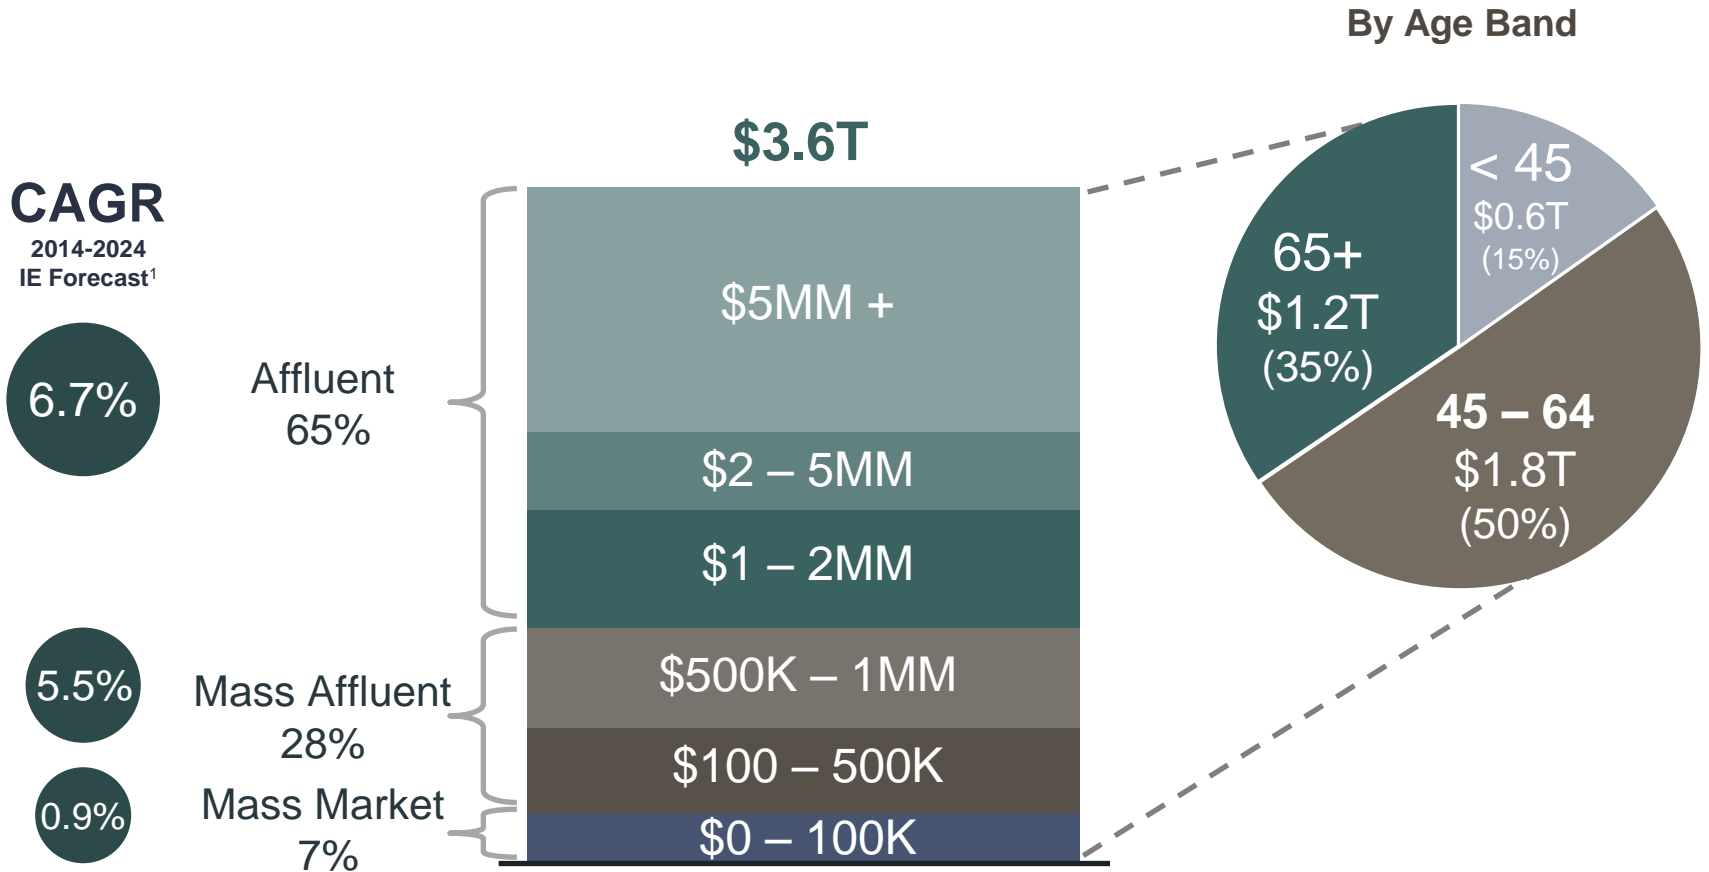 By Age Band
$3.6T
CAGR
2014-2024
IE Forecast¹
6.7%
Affluent
65%
5.5%
Mass Affluent
28%
0.9%
Mass Market
7%
$5MM +
$2 – 5MM
$1 – 2MM
$500K – 1MM
$100 – 500K
$0 – 100K
< 45
$0.6T
(15%)
65+
$1.2T
(35%)
45 – 64
$1.8T
(50%)